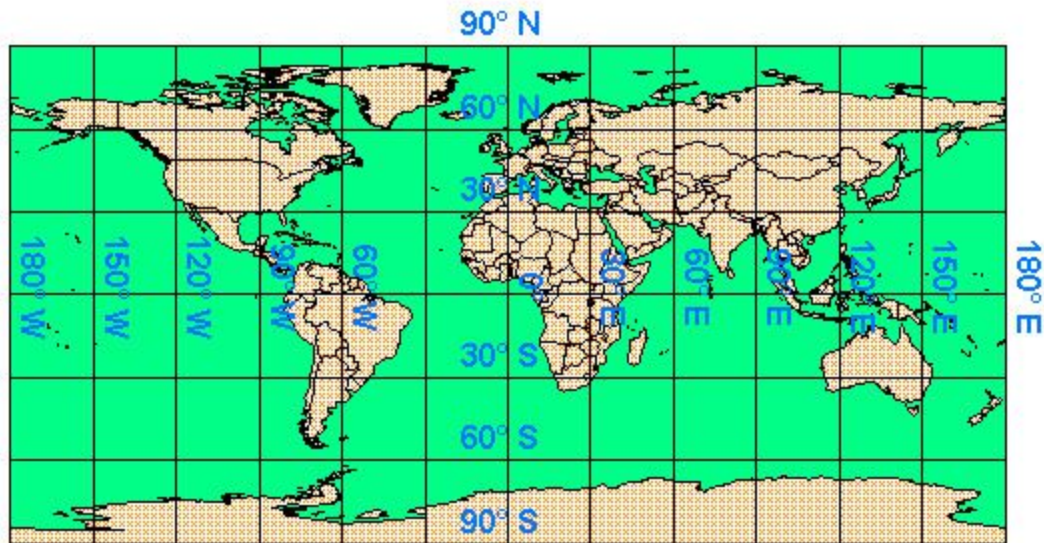 90° N
60° N
30° N
180° W
150° W
120° W
90° W
60° W
0°
30° E
60° E
90° E
120° E
150° E
180° E
30° S
60° S
90° S